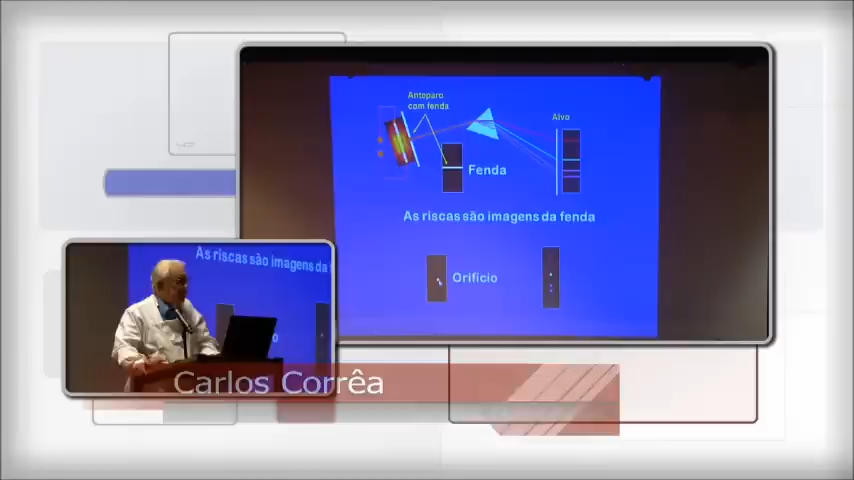 Anteparo
com fenda
Alvo
Fenda
As riscas são imagens da fenda
Orifício
As riscas são imagens da
Carlos Corrêa